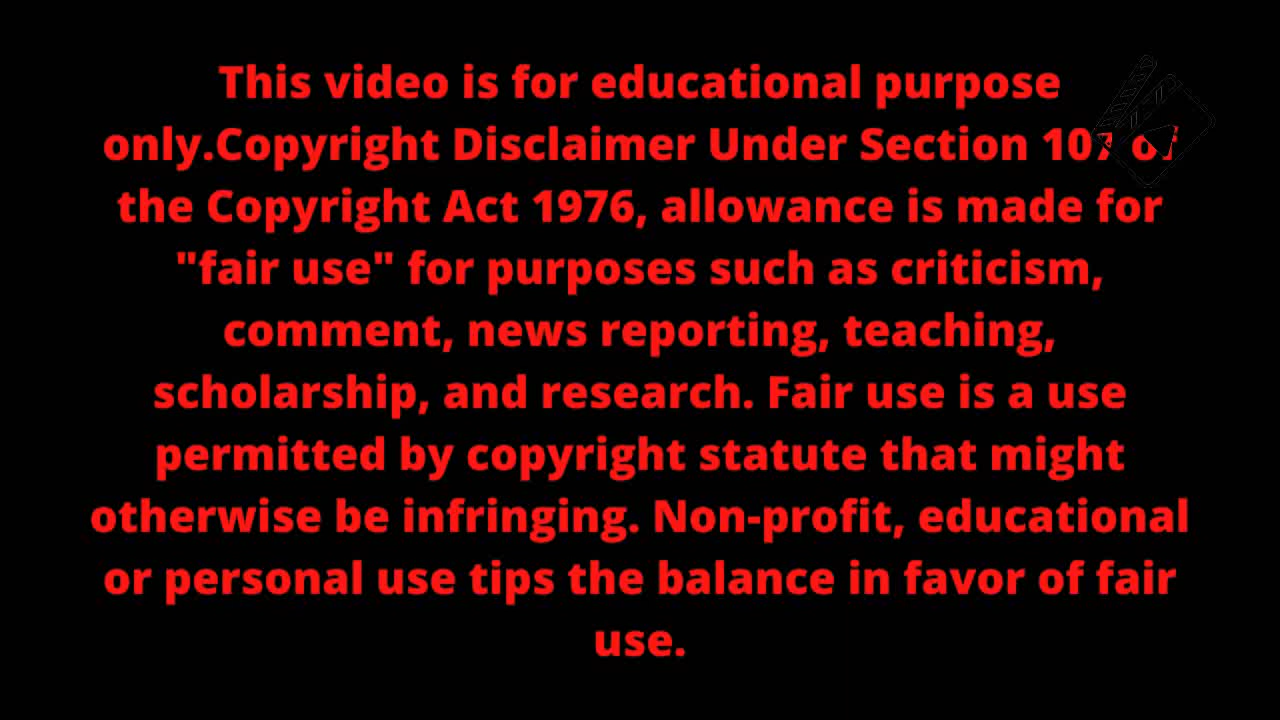 This video is for educational purpose
only.Copyright Disclaimer Under Section 107 of
the Copyright Act 1976, allowance is made for
"fair use" for purposes such as criticism,
comment, news reporting, teaching,
scholarship, and research. Fair use is a use
permitted by copyright statute that might
otherwise be infringing. Non-profit, educational
or personal use tips the balance in favor of fair
use.